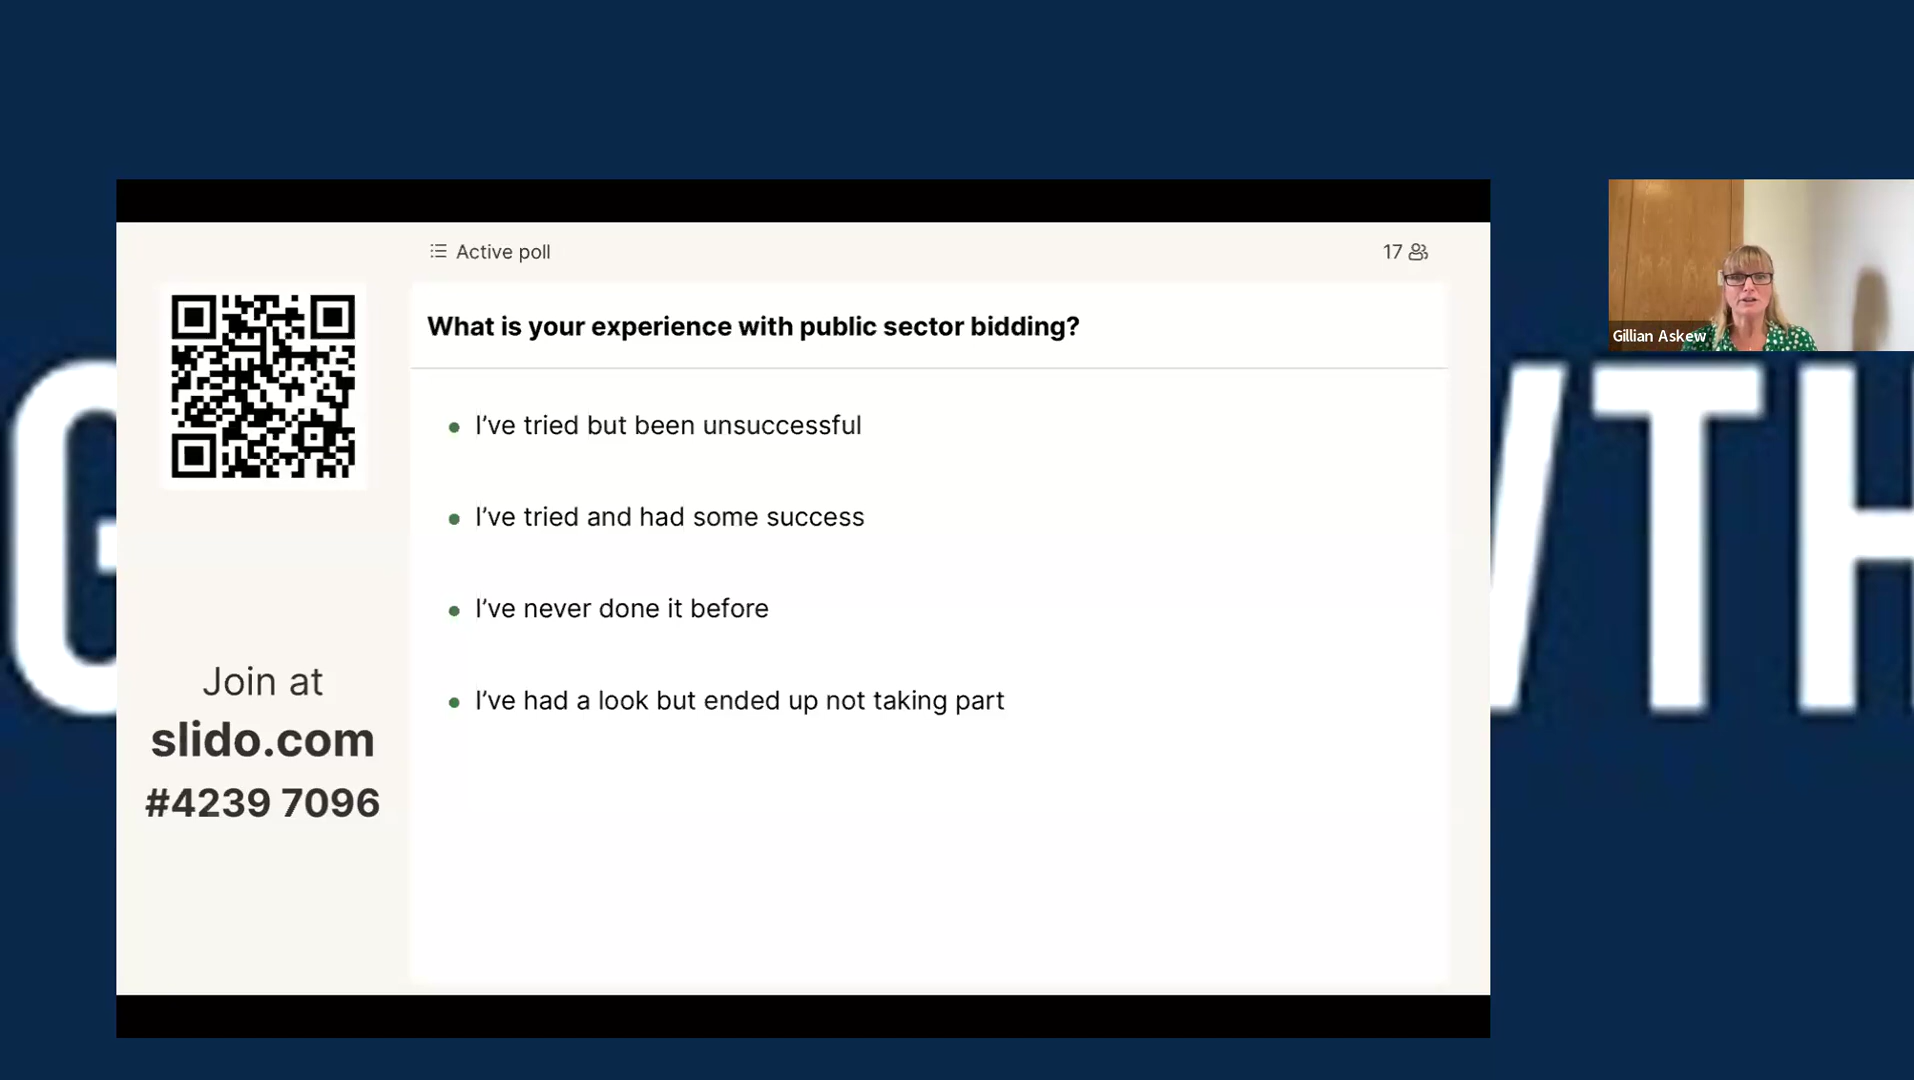 Active poll
17
What is your experience with public sector bidding?
I’ve tried but been unsuccessful
I’ve tried and had some success
I’ve never done it before
I’ve had a look but ended up not taking part
Join at
slido.com
#4239 7096
Gillian Askew
G
WTH